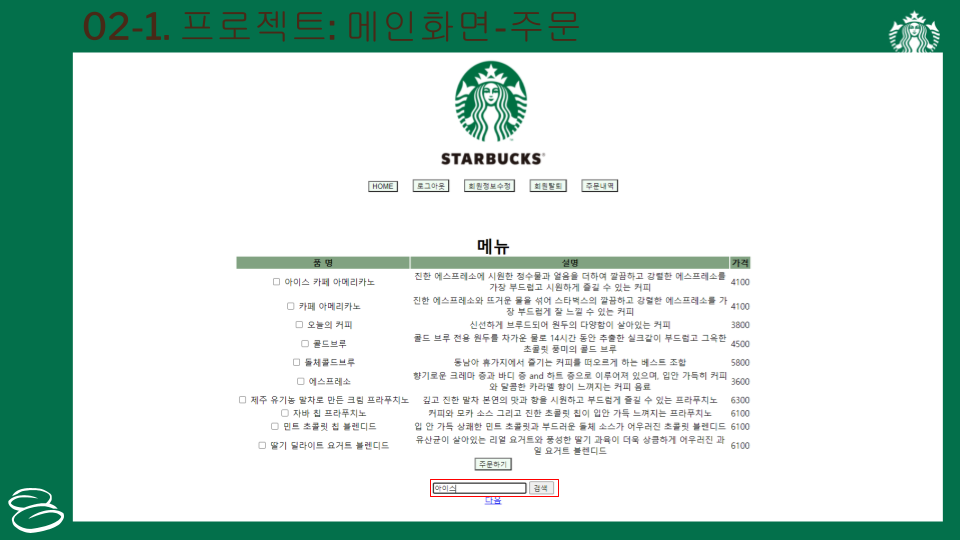 02-1. 프로젝트: 메인화면-주문
STARBUCKS
HOME 로그아웃 회원정보수정 회원탈퇴 주문내역
메뉴
품 명 설명 가격
아이스 카페 아메리카노 진한 에스프레소에 시원한 정수물과 얼음을 더하여 깔끔하고 강렬한 에스프레소를 가장 부드럽고 시원하게 즐길 수 있는 커피 4100
카페 아메리카노 진한 에스프레소와 뜨거운 물을 섞어 스타벅스의 깔끔하고 강렬한 에스프레소를 가장 부드럽게 잘 느낄 수 있는 커피 4100
오늘의 커피 신선하게 브루드되어 원두의 다양함이 살아있는 커피 3800
콜드브루 콜드 브루 전용 원두를 차가운 물로 14시간 동안 추출한 실크같이 부드럽고 그윽한 초콜릿 풍미의 콜드 브루 4500
돌체콜드브루 동남아 휴가지에서 즐기는 커피를 떠오르게 하는 베스트 조합 5800
에스프레소 향기로운 크레마 층과 바디 층 and 하트 층으로 이루어져 있으며, 입안 가득히 커피와 달콤한 카라멜 향이 느껴지는 커피 음료 3600
제주 유기농 말차로 만든 크림 프라푸치노 깊고 진한 말차 본연의 맛과 향을 시원하고 부드럽게 즐길 수 있는 프라푸치노 6300
자바 칩 프라푸치노 커피와 모카 소스 그리고 진한 초콜릿 칩이 입안 가득 느껴지는 프라푸치노 6100
민트 초콜릿 칩 블렌디드 입 안 가득 상쾌한 민트 초콜릿과 부드러운 돌체 소스가 어우러진 초콜릿 블렌디드 6100
딸기 딜라이트 요거트 블렌디드 유산균이 살아있는 리얼 요거트와 풍성한 딸기 과육이 더욱 상큼하게 어우러진 과일 요거트 블렌디드 6100
주문하기
아이스 검색
다음